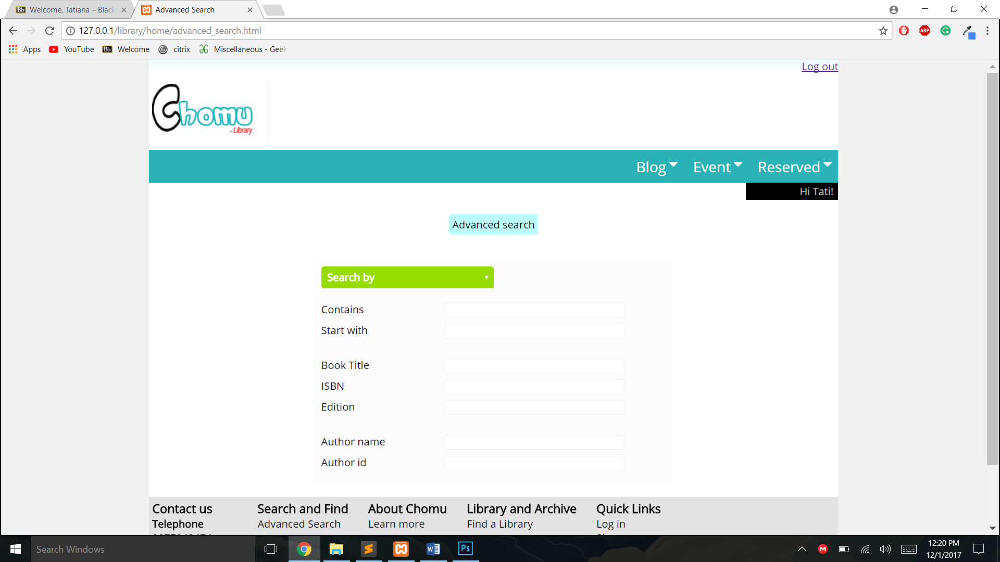 Welcome, Tatiana – Black
Advanced Search
127.0.0.1/library/home/advanced_search.html
ABP
Apps
YouTube
Bb
Welcome
citrix
Miscellaneous - Geek
Log out
Chomu
- Library
Blog
Event
Reserved
Hi Tati!
Advanced search
Search by
Contains
Start with
Book Title
ISBN
Edition
Author name
Author id
Contact us
Search and Find
About Chomu
Library and Archive
Quick Links
Telephone
Advanced Search
Learn more
Find a Library
Log in
Search Windows
Ps
12:20 PM
12/1/2017